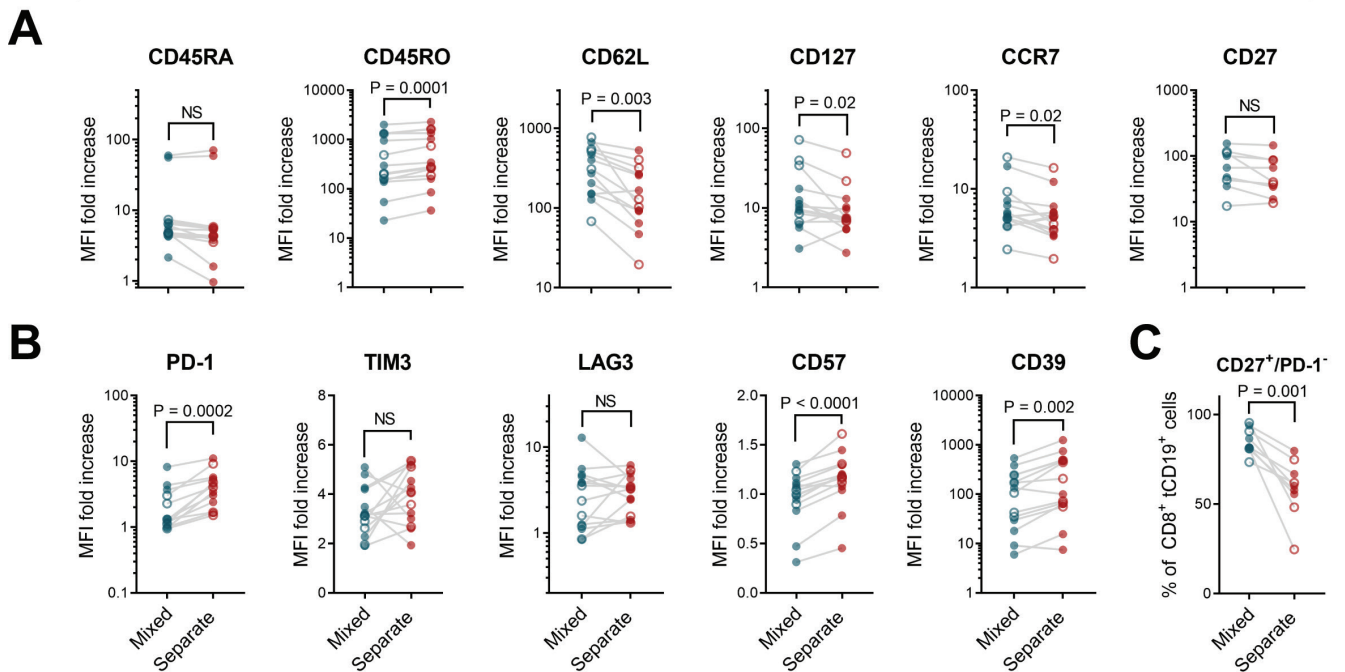 A
CD45RA
MFI fold increase
100
10
1
NS
CD45RO
MFI fold increase
10000
1000
100
10
1
P = 0.0001
CD62L
MFI fold increase
1000
100
10
P = 0.003
CD127
MFI fold increase
100
10
1
P = 0.02
CCR7
MFI fold increase
100
10
1
P = 0.02
CD27
MFI fold increase
1000
100
10
1
NS
B
PD-1
MFI fold increase
100
10
1
0.1
P = 0.0002
Mixed
Separate
TIM3
MFI fold increase
8
6
4
2
0
NS
Mixed
Separate
LAG3
MFI fold increase
10
1
NS
Mixed
Separate
CD57
MFI fold increase
2.0
1.5
1.0
0.5
0.0
P < 0.0001
Mixed
Separate
CD39
MFI fold increase
10000
1000
100
10
1
P = 0.002
Mixed
Separate
C
CD27⁺/PD-1⁻
% of CD8⁺ tCD19⁺ cells
100
50
0
P = 0.001
Mixed
Separate